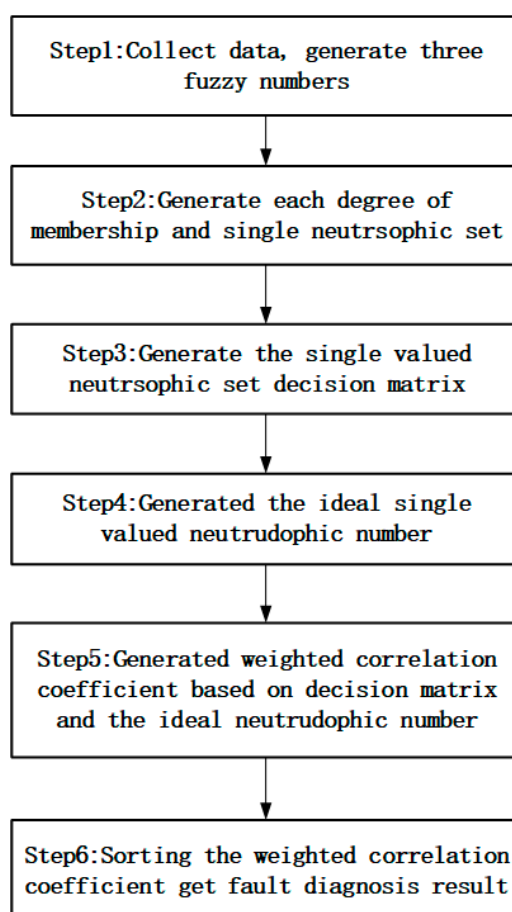 Step1:Collect data, generate three
fuzzy numbers
Step2:Generate each degree of
membership and single neutrsophic set
Step3:Generate the single valued
neutrsophic set decision matrix
Step4:Generated the ideal single
valued neutrudophic number
Step5:Generated weighted correlation
coefficient based on decision matrix
and the ideal neutrudophic number
Step6:Sorting the weighted correlation
coefficient get fault diagnosis result